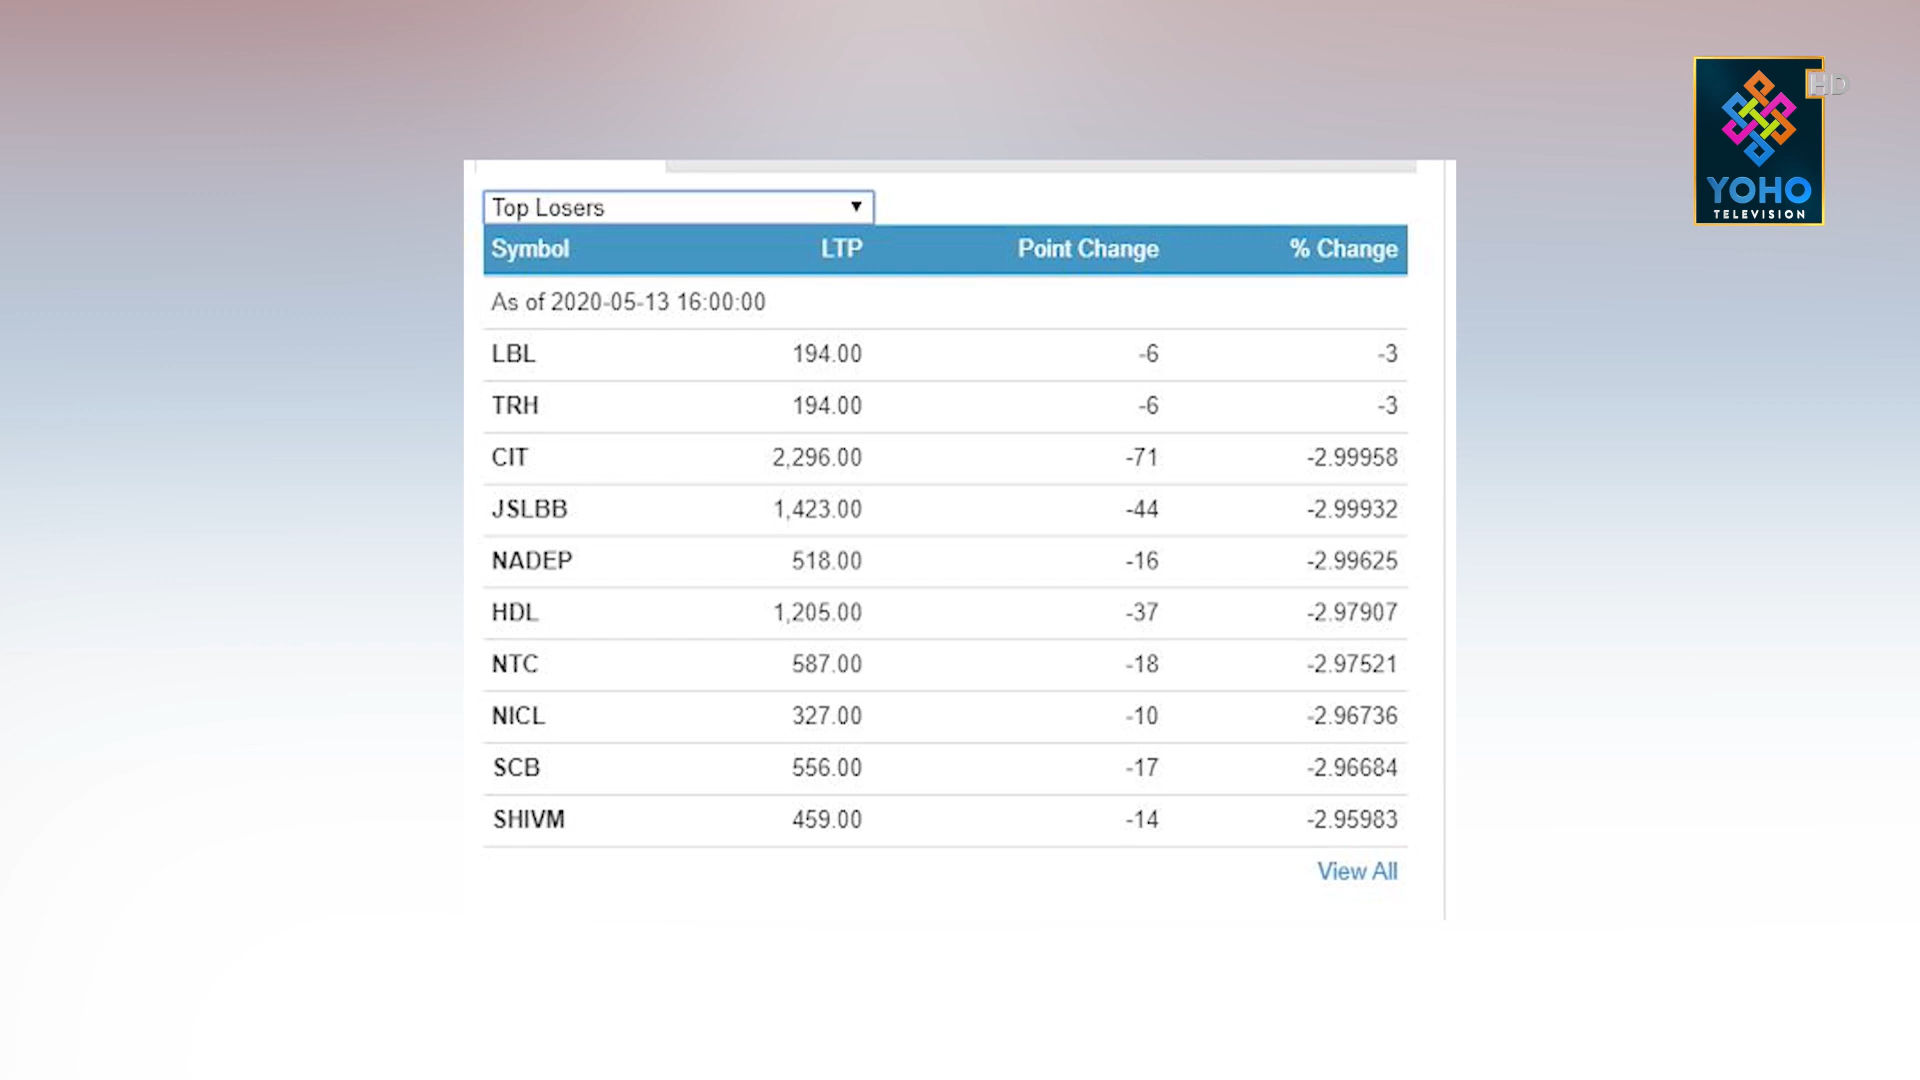 HD
YOHO
TELEVISION
Top Losers
Symbol LTP Point Change % Change
As of 2020-05-13 16:00:00
LBL 194.00 -6 -3
TRH 194.00 -6 -3
CIT 2,296.00 -71 -2.99958
JSLBB 1,423.00 -44 -2.99932
NADEP 518.00 -16 -2.99625
HDL 1,205.00 -37 -2.97907
NTC 587.00 -18 -2.97521
NICL 327.00 -10 -2.96736
SCB 556.00 -17 -2.96684
SHIVM 459.00 -14 -2.95983
View All